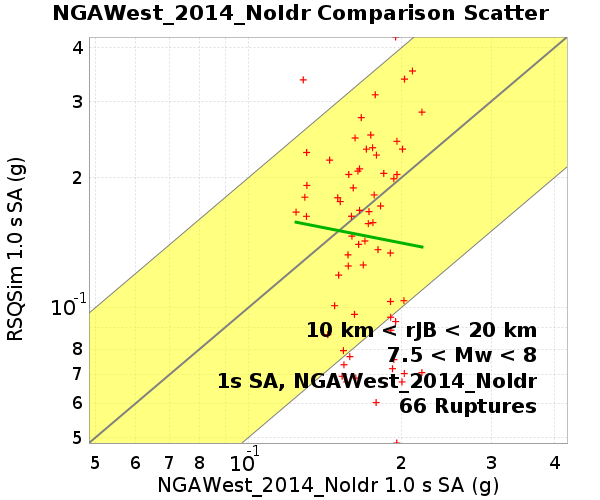 NGAWest_2014_NoIdr Comparison Scatter
RSQSim 1.0 s SA (g)
4
3
2
10⁻¹
8
7
6
5
10 km < rJB < 20 km
7.5 < Mw < 8
1s SA, NGAWest_2014_NoIdr
66 Ruptures
5 6 7 8 10⁻¹ 2 3 4
NGAWest_2014_NoIdr 1.0 s SA (g)